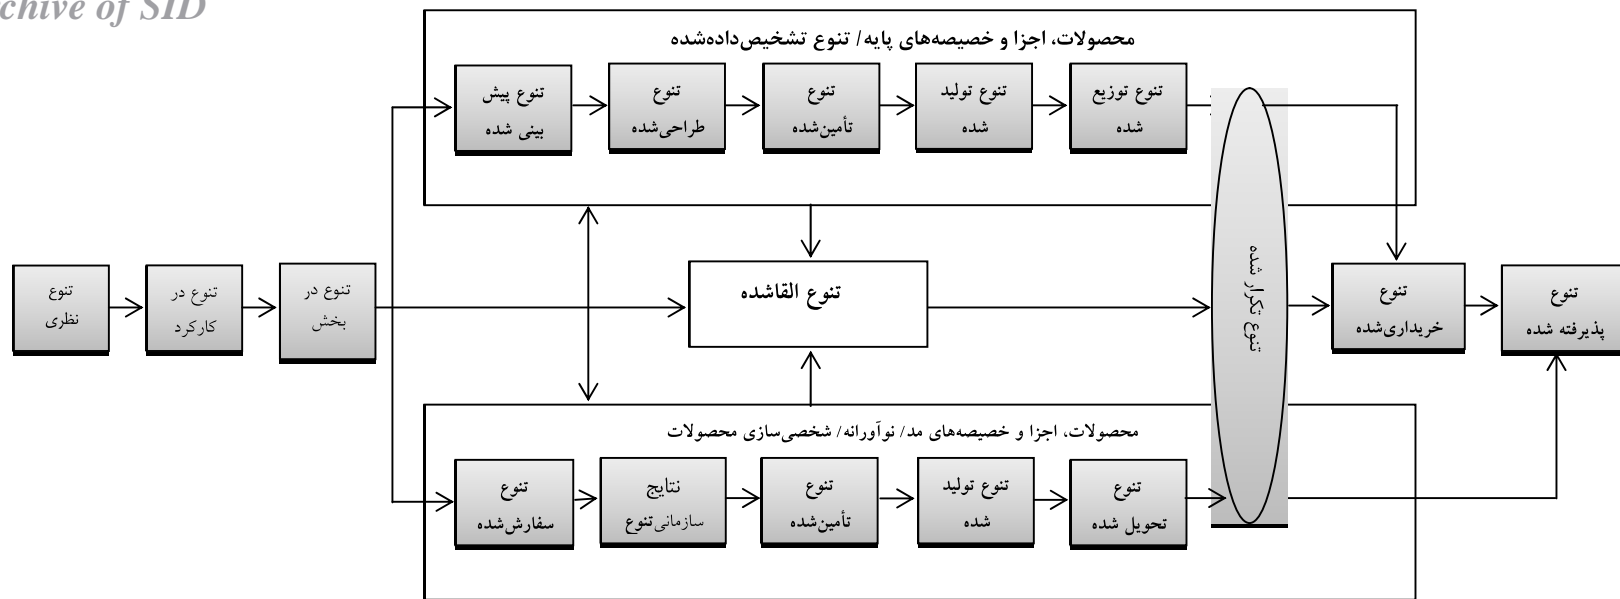 Archive of SID
محصولات، اجزا و خصیصه‌های پایه/ تنوع تشخیص‌داده‌شده
تنوع پیش
بینی شده
تنوع
طراحی‌شده
تنوع
تأمین‌شده
تنوع تولید
شده
تنوع توزیع
شده
تنوع
نظری
تنوع در
کارکرد
تنوع در
بخش
تنوع القاشده
تنوع تکرار شده
تنوع
خریداری‌شده
تنوع
پذیرفته شده
محصولات، اجزا و خصیصه‌های مد/ نوآورانه/ شخصی‌سازی محصولات
تنوع
سفارش‌شده
نتایج
سازمانی‌تنوع
تنوع
تأمین‌شده
تنوع تولید
شده
تنوع
تحویل شده